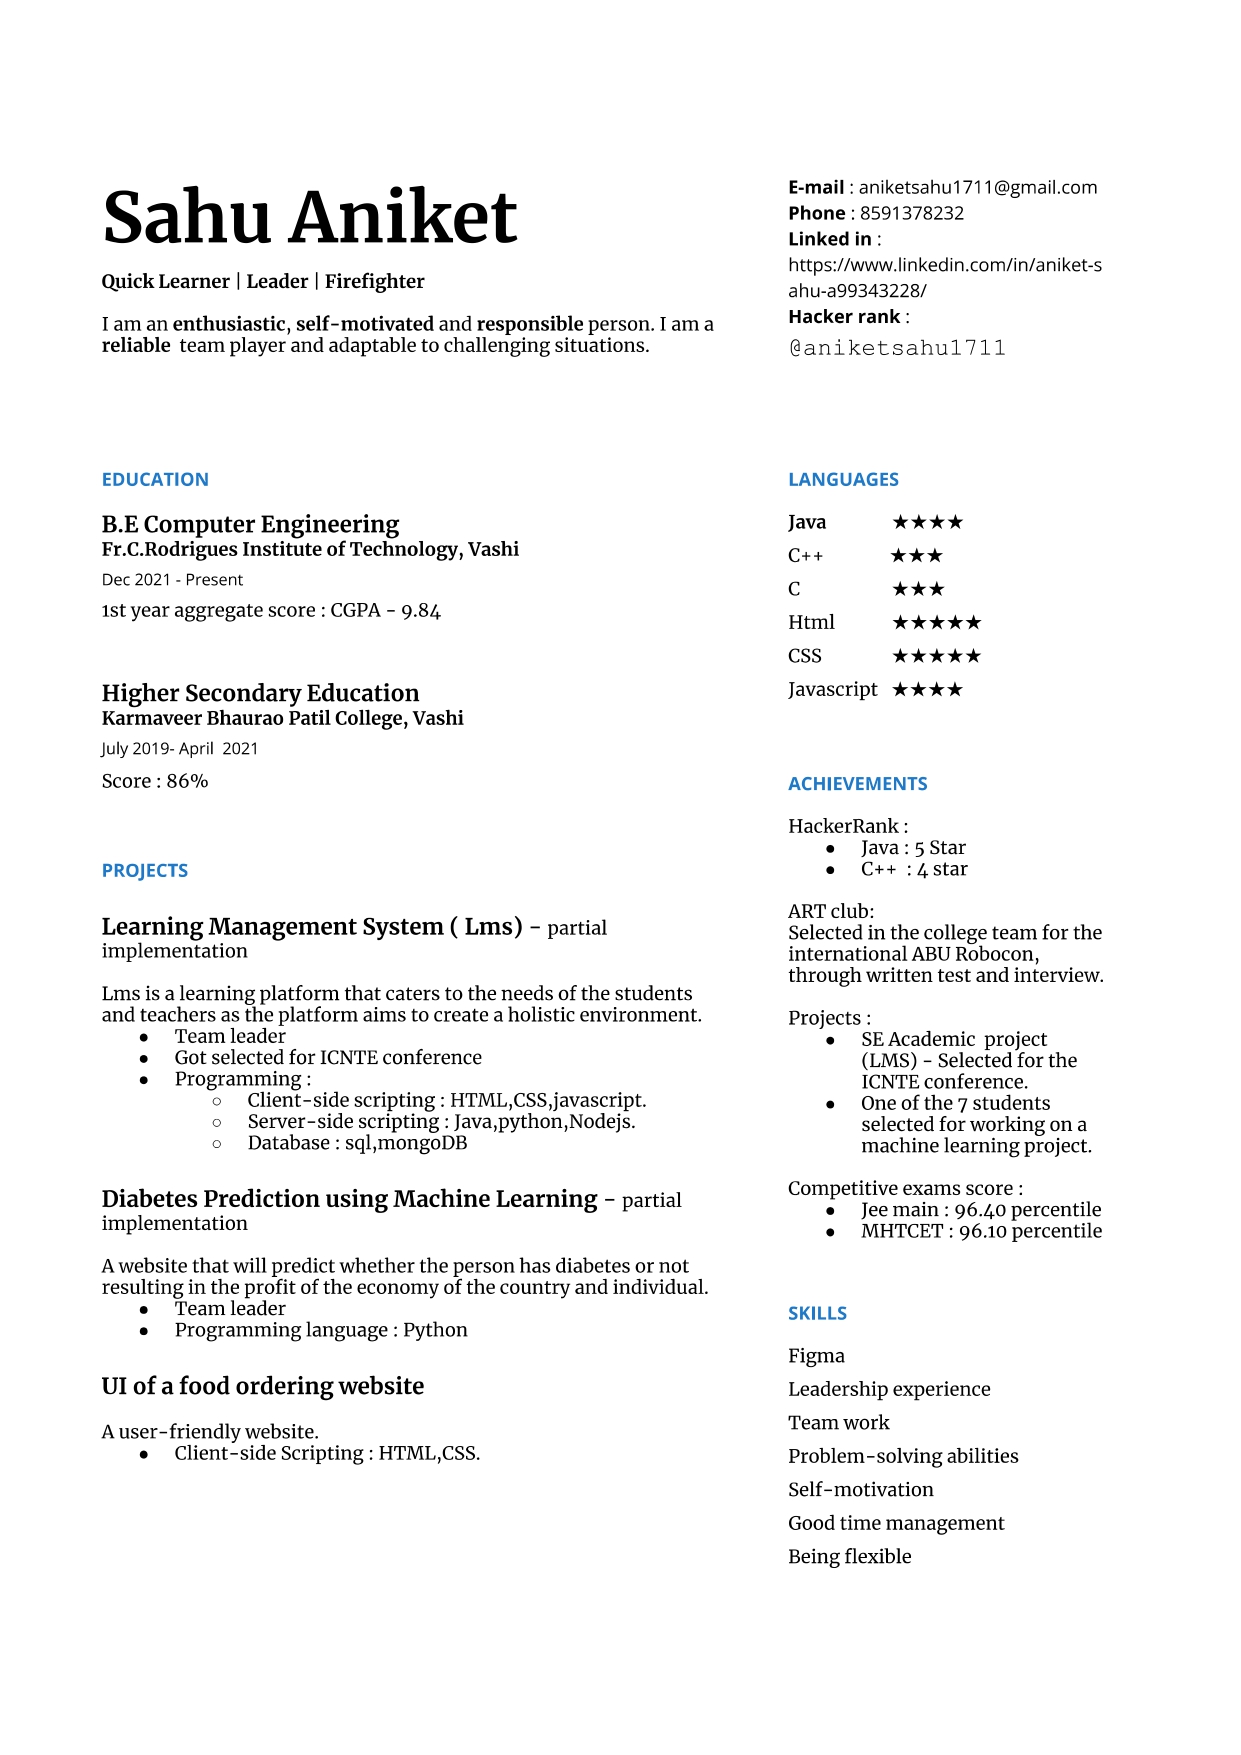 Sahu Aniket
Quick Learner | Leader | Firefighter
I am an enthusiastic, self-motivated and responsible person. I am a
reliable  team player and adaptable to challenging situations.
E-mail : aniketsahu1711@gmail.com
Phone : 8591378232
Linked in :
https://www.linkedin.com/in/aniket-s
ahu-a99343228/
Hacker rank :
@aniketsahu1711
EDUCATION
B.E Computer Engineering
Fr.C.Rodrigues Institute of Technology, Vashi
Dec 2021 - Present
1st year aggregate score : CGPA - 9.84
Higher Secondary Education
Karmaveer Bhaurao Patil College, Vashi
July 2019- April  2021
Score : 86%
PROJECTS
Learning Management System ( Lms) - partial
implementation
Lms is a learning platform that caters to the needs of the students
and teachers as the platform aims to create a holistic environment.
● Team leader
● Got selected for ICNTE conference
● Programming :
○ Client-side scripting : HTML,CSS,javascript.
○ Server-side scripting : Java,python,Nodejs.
○ Database : sql,mongoDB
Diabetes Prediction using Machine Learning - partial
implementation
A website that will predict whether the person has diabetes or not
resulting in the profit of the economy of the country and individual.
● Team leader
● Programming language : Python
UI of a food ordering website
A user-friendly website.
● Client-side Scripting : HTML,CSS.
LANGUAGES
Java ★★★★
C++ ★★★
C ★★★
Html ★★★★★
CSS ★★★★★
Javascript ★★★★
ACHIEVEMENTS
HackerRank :
● Java : 5 Star
● C++  : 4 star
ART club:
Selected in the college team for the
international ABU Robocon,
through written test and interview.
Projects :
● SE Academic  project
(LMS) - Selected for the
ICNTE conference.
● One of the 7 students
selected for working on a
machine learning project.
Competitive exams score :
● Jee main : 96.40 percentile
● MHTCET : 96.10 percentile
SKILLS
Figma
Leadership experience
Team work
Problem-solving abilities
Self-motivation
Good time management
Being flexible